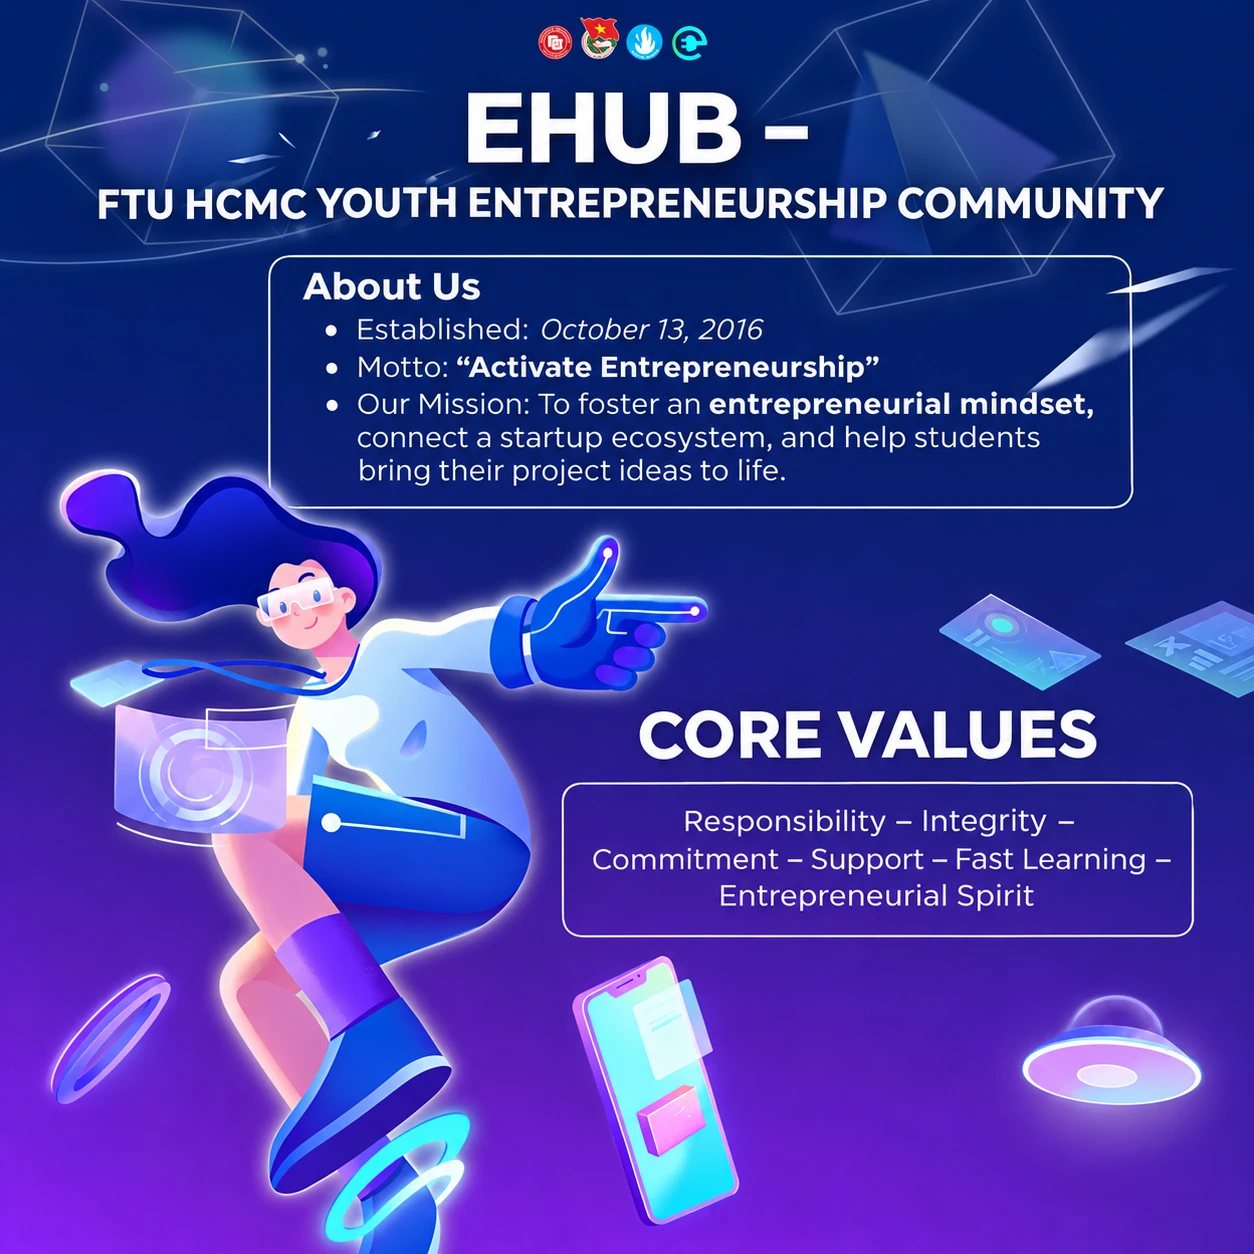 EHUB –
FTU HCMC YOUTH ENTREPRENEURSHIP COMMUNITY
About Us
• Established: October 13, 2016
• Motto: “Activate Entrepreneurship”
• Our Mission: To foster an entrepreneurial mindset,
connect a startup ecosystem, and help students
bring their project ideas to life.
CORE VALUES
Responsibility – Integrity –
Commitment – Support – Fast Learning –
Entrepreneurial Spirit